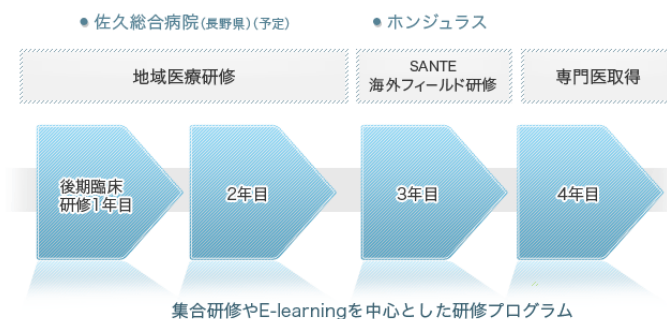 ● 佐久総合病院(長野県)(予定)
● ホンジュラス
地域医療研修
SANTE
海外フィールド研修
専門医取得
後期臨床
研修1年目
2年目
3年目
4年目
集合研修やE-learningを中心とした研修プログラム